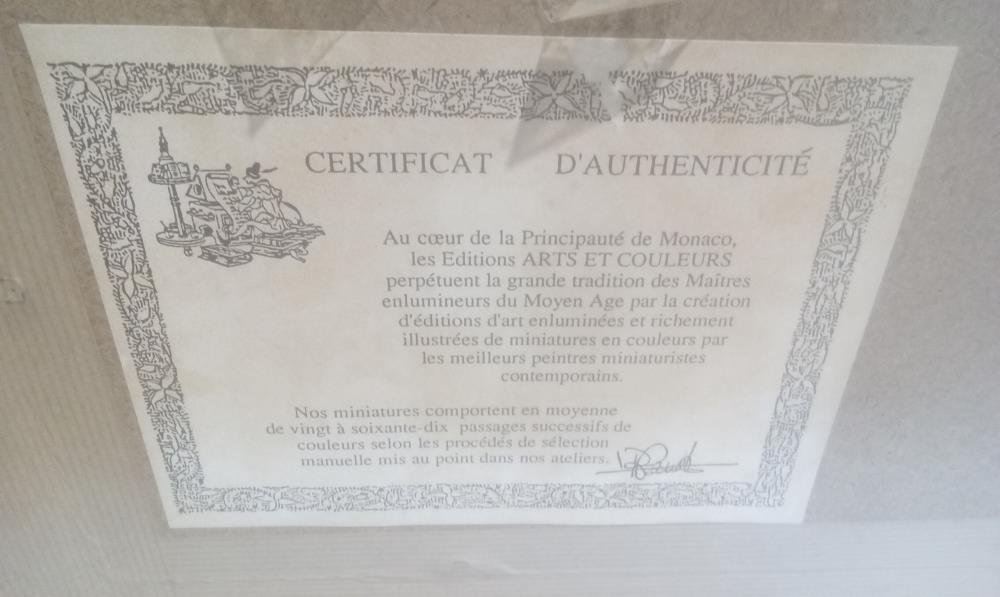 CERTIFICAT D'AUTHENTICITÉ
Au cœur de la Principauté de Monaco,
les Editions ARTS ET COULEURS
perpétuent la grande tradition des Maîtres
enlumineurs du Moyen Age par la création
d'éditions d'art enluminées et richement
illustrées de miniatures en couleurs par
les meilleurs peintres miniaturistes
contemporains.
Nos miniatures comportent en moyenne
de vingt à soixante-dix passages successifs de
couleurs selon les procédés de sélection
manuelle mis au point dans nos ateliers.